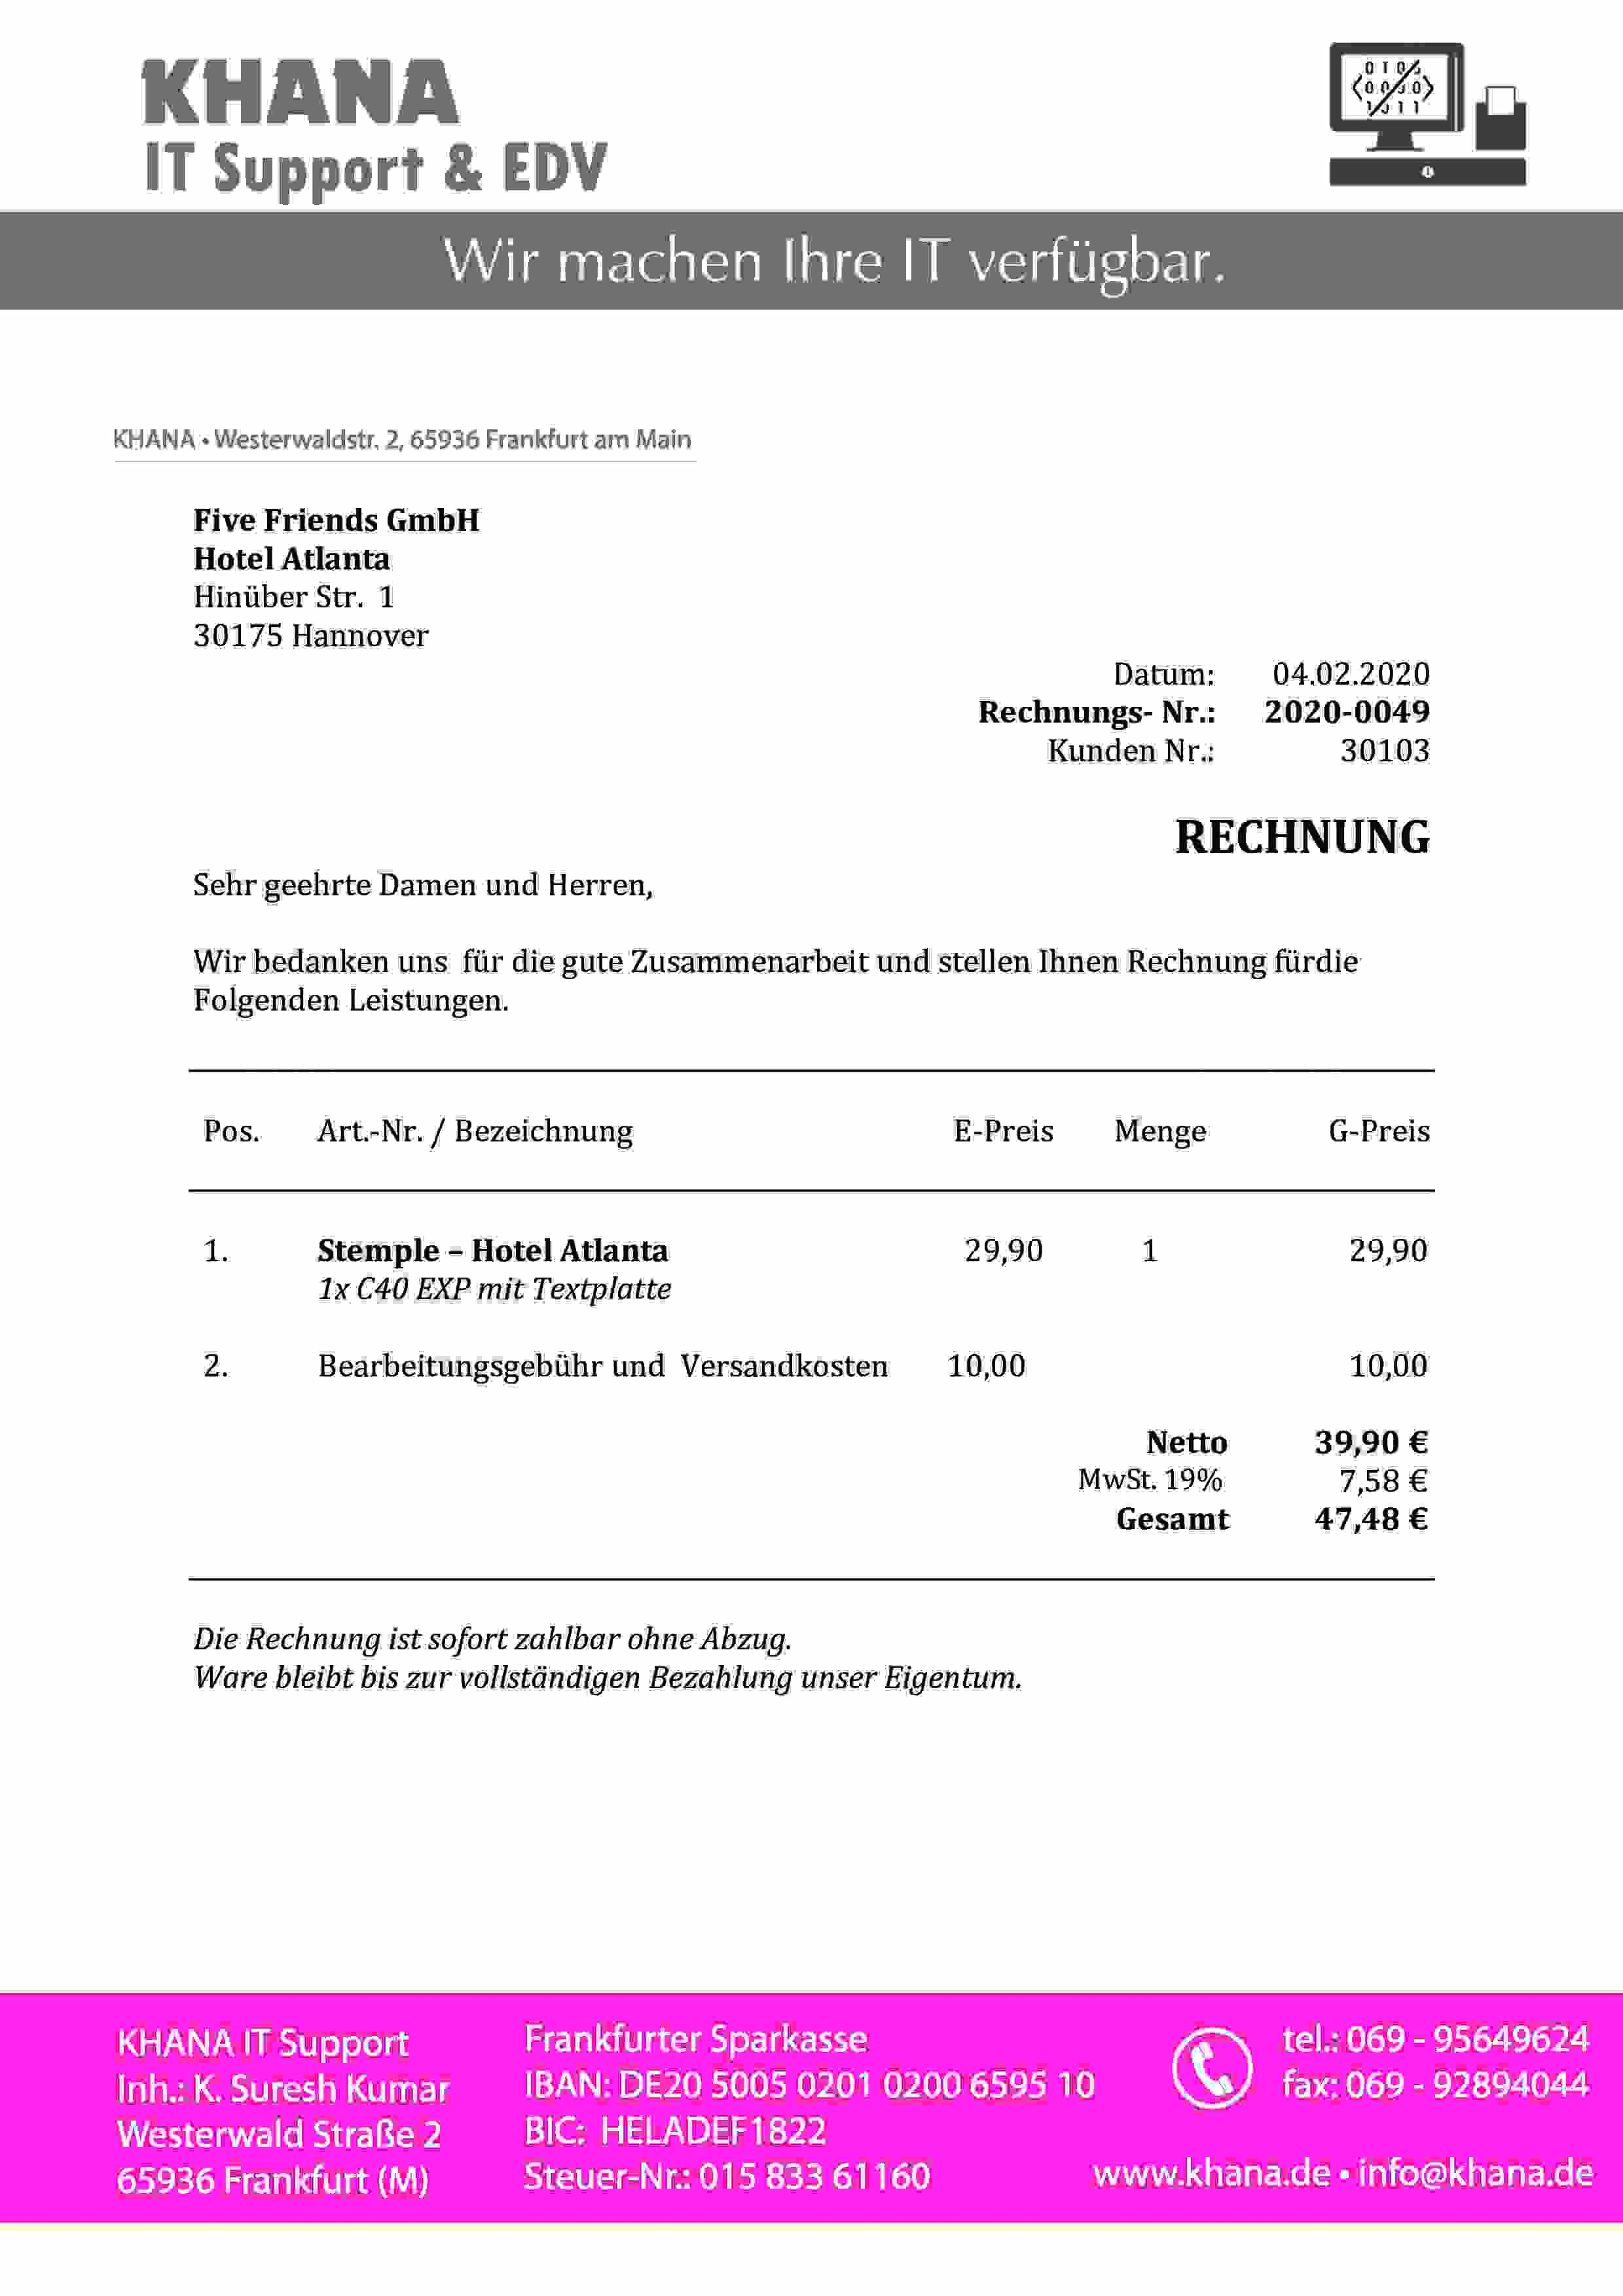 KHANA
IT Support & EDV
Wir machen Ihre IT verfügbar.
KHANA • Westerwaldstr. 2, 65936 Frankfurt am Main
Five Friends GmbH
Hotel Atlanta
Hinüber Str. 1
30175 Hannover
Datum: 04.02.2020
Rechnungs- Nr.: 2020-0049
Kunden Nr.: 30103
RECHNUNG
Sehr geehrte Damen und Herren,
Wir bedanken uns für die gute Zusammenarbeit und stellen Ihnen Rechnung fürdie
Folgenden Leistungen.
Pos. Art.-Nr. / Bezeichnung E-Preis Menge G-Preis
1. Stemple – Hotel Atlanta 29,90 1 29,90
1x C40 EXP mit Textplatte
2. Bearbeitungsgebühr und Versandkosten 10,00 10,00
Netto 39,90 €
MwSt. 19% 7,58 €
Gesamt 47,48 €
Die Rechnung ist sofort zahlbar ohne Abzug.
Ware bleibt bis zur vollständigen Bezahlung unser Eigentum.
KHANA IT Support
Inh.: K. Suresh Kumar
Westerwald Straße 2
65936 Frankfurt (M)
Frankfurter Sparkasse
IBAN: DE20 5005 0201 0200 6595 10
BIC: HELADEF1822
Steuer-Nr.: 015 833 61160
tel.: 069 - 95649624
fax: 069 - 92894044
www.khana.de • info@khana.de